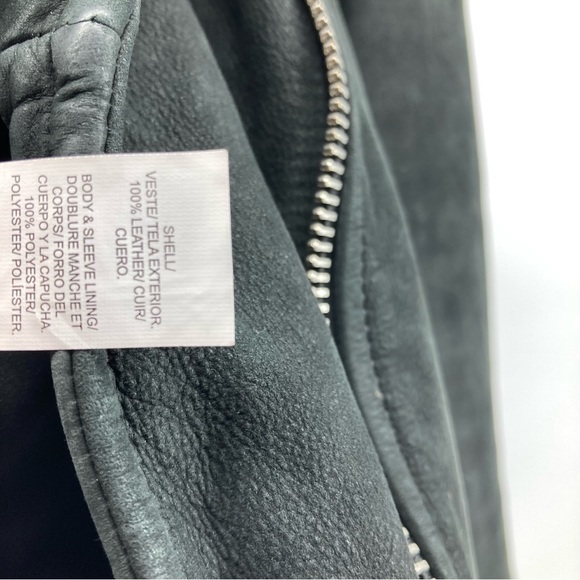 SHELL/
VESTE/ TELA EXTERIOR.
100% LEATHER/ CUIR/
CUERO.
BODY & SLEEVE LINING/
DOUBLURE MANCHE ET
CORPS/ FORRO DEL
CUERPO Y LA CAPUCHA.
100% POLYESTER/
POLYESTER/ POLIÉSTER.